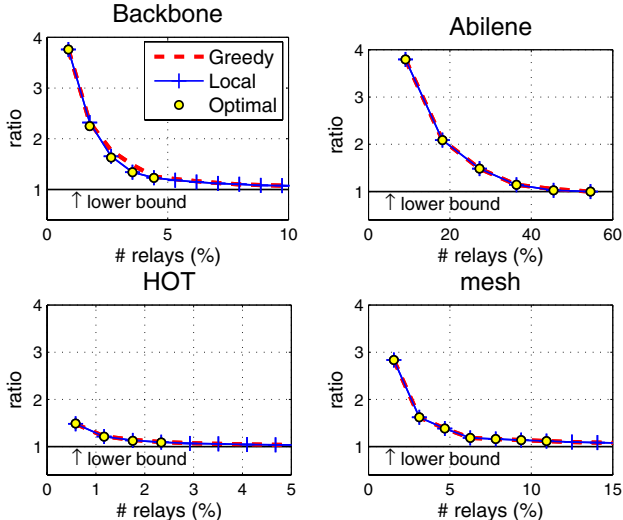 Backbone
4
3
2
1
ratio
Greedy
Local
Optimal
↑ lower bound
0 5 10
# relays (%)
Abilene
4
3
2
1
ratio
↑ lower bound
0 20 40 60
# relays (%)
HOT
4
3
2
1
ratio
↑ lower bound
0 1 2 3 4 5
# relays (%)
mesh
4
3
2
1
ratio
↑ lower bound
0 5 10 15
# relays (%)